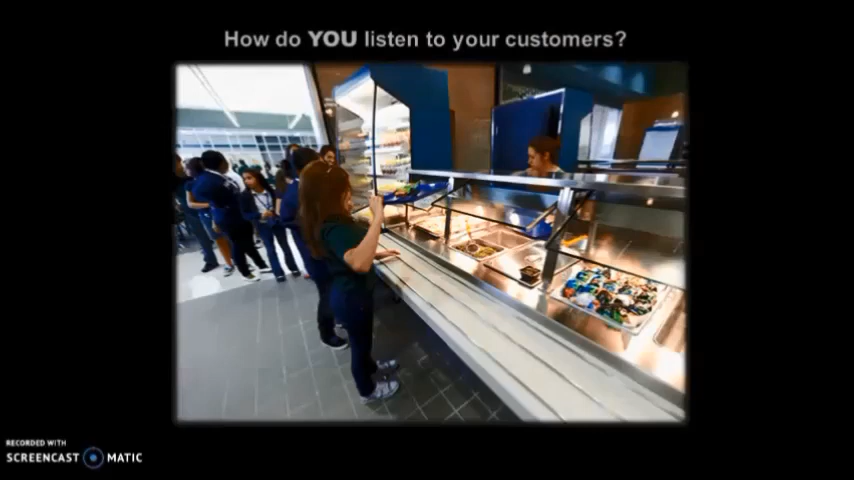 How do YOU listen to your customers?
RECORDED WITH
SCREENCAST MATIC